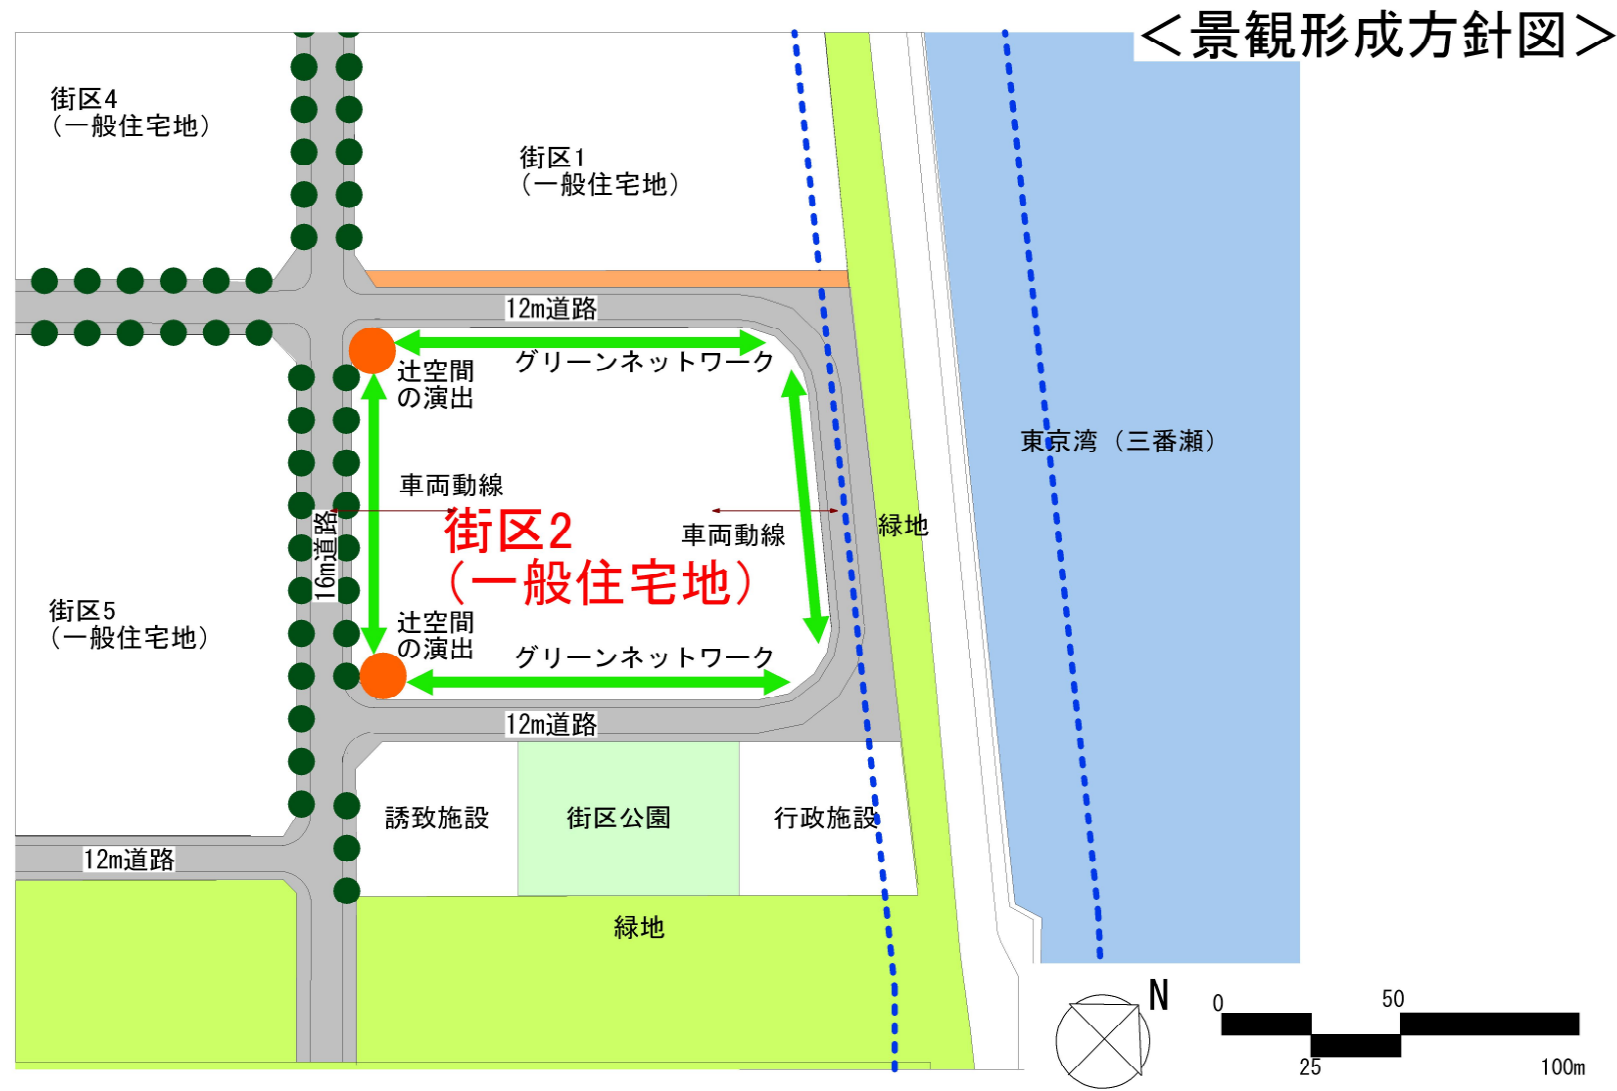 ＜景観形成方針図＞
街区4
（一般住宅地）
街区1
（一般住宅地）
12m道路
グリーンネットワーク
辻空間
の演出
東京湾（三番瀬）
車両動線
街区2
（一般住宅地）
車両動線
緑地
16m道路
街区5
（一般住宅地）
辻空間
の演出
グリーンネットワーク
12m道路
誘致施設
街区公園
行政施設
12m道路
緑地
N
0
50
25
100m